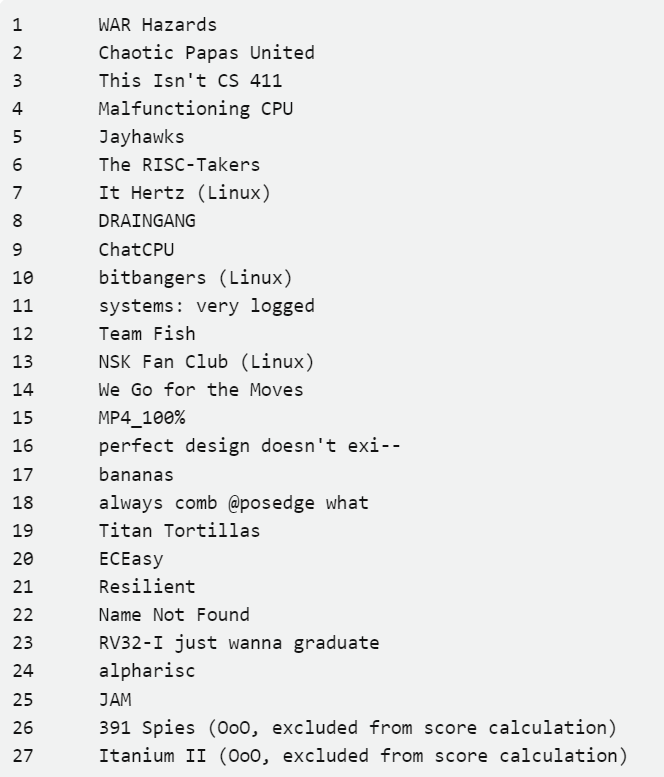 1 WAR Hazards
2 Chaotic Papas United
3 This Isn't CS 411
4 Malfunctioning CPU
5 Jayhawks
6 The RISC-Takers
7 It Hertz (Linux)
8 DRAINGANG
9 ChatCPU
10 bitbangers (Linux)
11 systems: very logged
12 Team Fish
13 NSK Fan Club (Linux)
14 We Go for the Moves
15 MP4_100%
16 perfect design doesn't exi--
17 bananas
18 always comb @posedge what
19 Titan Tortillas
20 ECEasy
21 Resilient
22 Name Not Found
23 RV32-I just wanna graduate
24 alpharisc
25 JAM
26 391 Spies (OoO, excluded from score calculation)
27 Itanium II (OoO, excluded from score calculation)